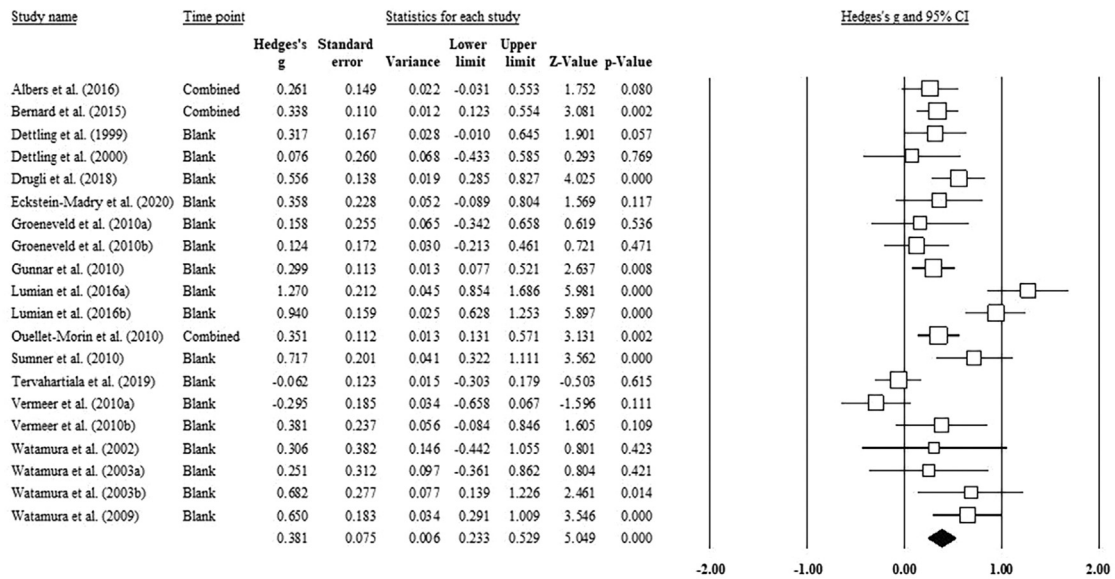 Study name Time point Statistics for each study Hedges's g and 95% CI
Hedges's g Standard error Variance Lower limit Upper limit Z-Value p-Value
Albers et al. (2016) Combined 0.261 0.149 0.022 -0.031 0.553 1.752 0.080
Bernard et al. (2015) Combined 0.338 0.110 0.012 0.123 0.554 3.081 0.002
Dettling et al. (1999) Blank 0.317 0.167 0.028 -0.010 0.645 1.901 0.057
Dettling et al. (2000) Blank 0.076 0.260 0.068 -0.433 0.585 0.293 0.769
Drugli et al. (2018) Blank 0.556 0.138 0.019 0.285 0.827 4.025 0.000
Eckstein-Madry et al. (2020) Blank 0.358 0.228 0.052 -0.089 0.804 1.569 0.117
Groeneveld et al. (2010a) Blank 0.158 0.255 0.065 -0.342 0.658 0.619 0.536
Groeneveld et al. (2010b) Blank 0.124 0.172 0.030 -0.213 0.461 0.721 0.471
Gunnar et al. (2010) Blank 0.299 0.113 0.013 0.077 0.521 2.637 0.008
Lumian et al. (2016a) Blank 1.270 0.212 0.045 0.854 1.686 5.981 0.000
Lumian et al. (2016b) Blank 0.940 0.159 0.025 0.628 1.253 5.897 0.000
Ouellet-Morin et al. (2010) Combined 0.351 0.112 0.013 0.131 0.571 3.131 0.002
Sumner et al. (2010) Blank 0.717 0.201 0.041 0.322 1.111 3.562 0.000
Tervahartiala et al. (2019) Blank -0.062 0.123 0.015 -0.303 0.179 -0.503 0.615
Vermeer et al. (2010a) Blank -0.295 0.185 0.034 -0.658 0.067 -1.596 0.111
Vermeer et al. (2010b) Blank 0.381 0.237 0.056 -0.084 0.846 1.605 0.109
Watamura et al. (2002) Blank 0.306 0.382 0.146 -0.442 1.055 0.801 0.423
Watamura et al. (2003a) Blank 0.251 0.312 0.097 -0.361 0.862 0.804 0.421
Watamura et al. (2003b) Blank 0.682 0.277 0.077 0.139 1.226 2.461 0.014
Watamura et al. (2009) Blank 0.650 0.183 0.034 0.291 1.009 3.546 0.000
0.381 0.075 0.006 0.233 0.529 5.049 0.000
-2.00 -1.00 0.00 1.00 2.00